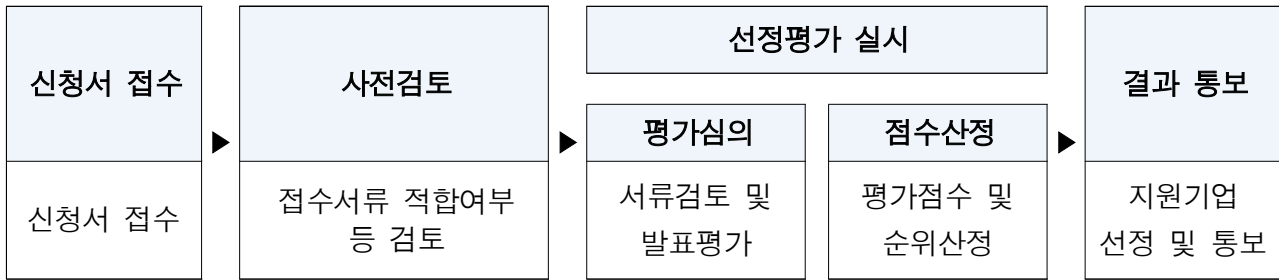 신청서 접수
신청서 접수
▶
사전검토
접수서류 적합여부
등 검토
▶
선정평가 실시
평가심의
서류검토 및
발표평가
점수산정
평가점수 및
순위산정
▶
결과 통보
지원기업
선정 및 통보